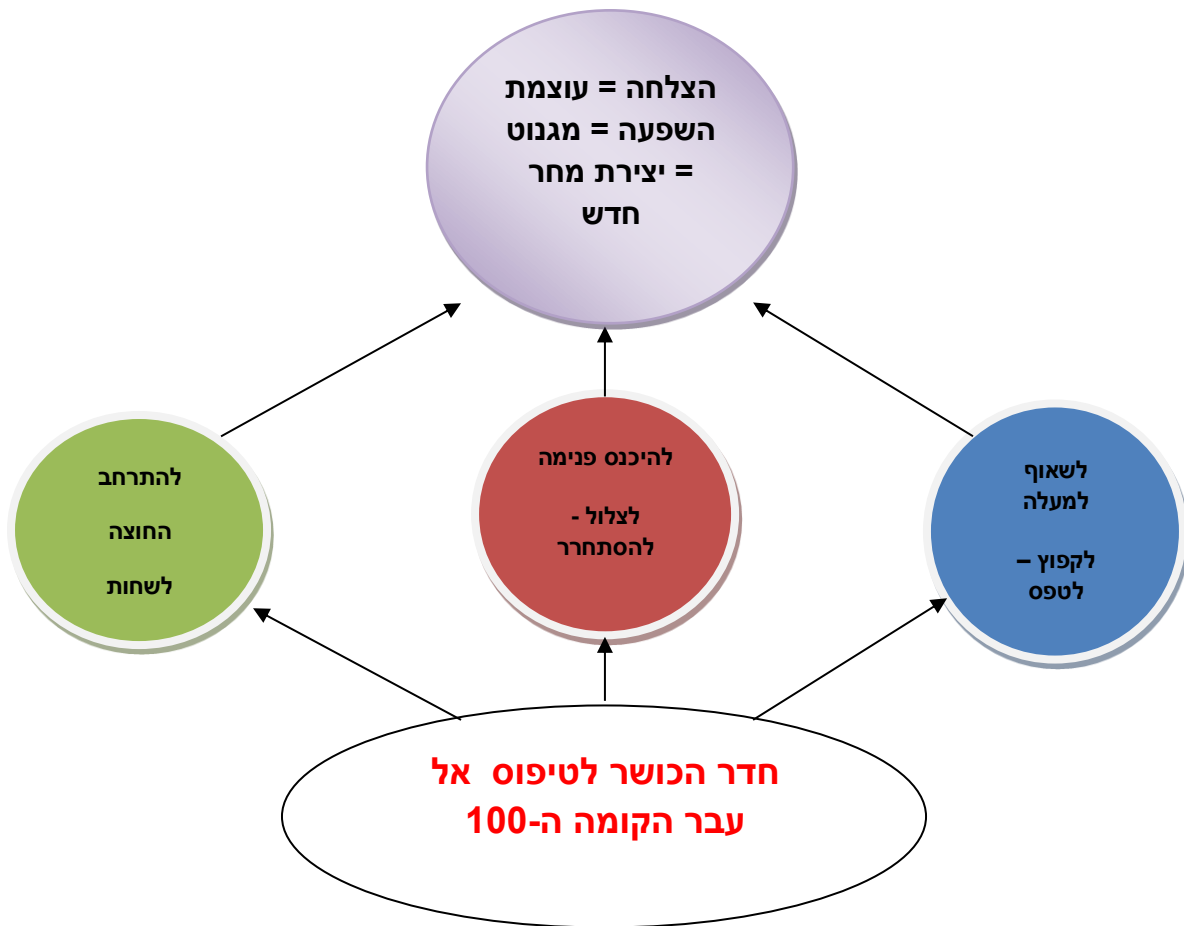 הצלחה = עוצמת
השפעה = מגנוט
= יצירת מחר
חדש
לשאוף
למעלה
לקפוץ –
לטפס
להיכנס פנימה
לצלול -
להסתחרר
להתרחב
החוצה
לשחות
חדר הכושר לטיפוס אל
עבר הקומה ה-100